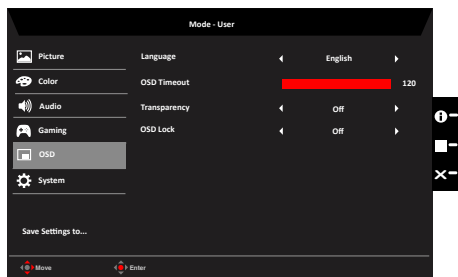 Mode - User
Picture
Language English
Color
OSD Timeout 120
Audio
Transparency Off
Gaming
OSD Lock Off
OSD
System
Save Settings to...
Move Enter